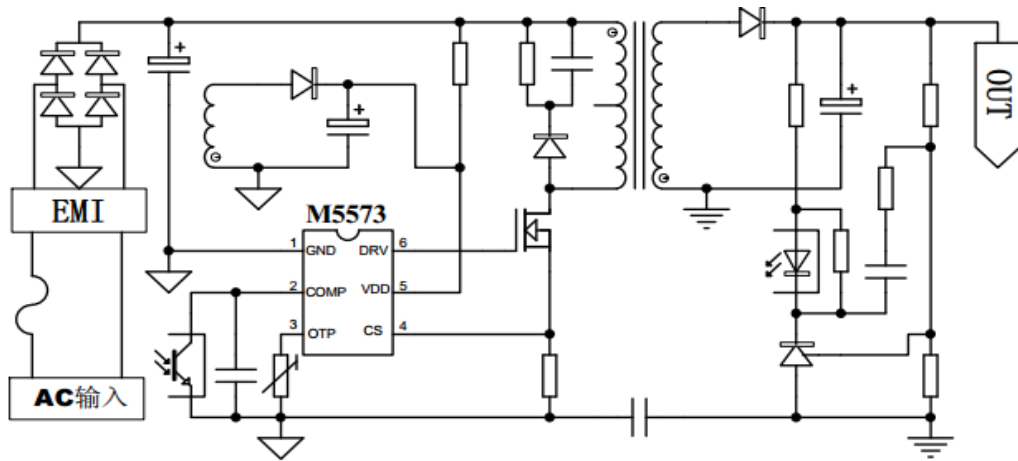 OUT
M5573
EMI
1 GND DRV 6
2 COMP VDD 5
3 OTP CS 4
AC输入
+
+
+